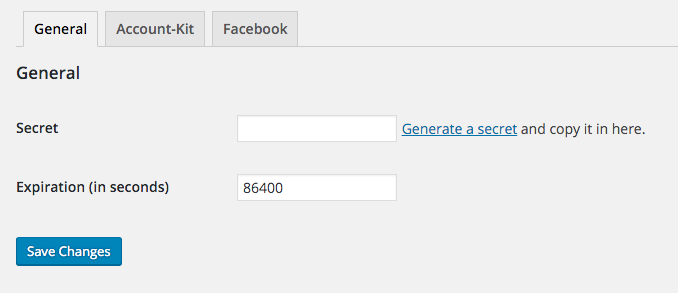 General Account-Kit Facebook
General
Secret Generate a secret and copy it in here.
Expiration (in seconds) 86400
Save Changes